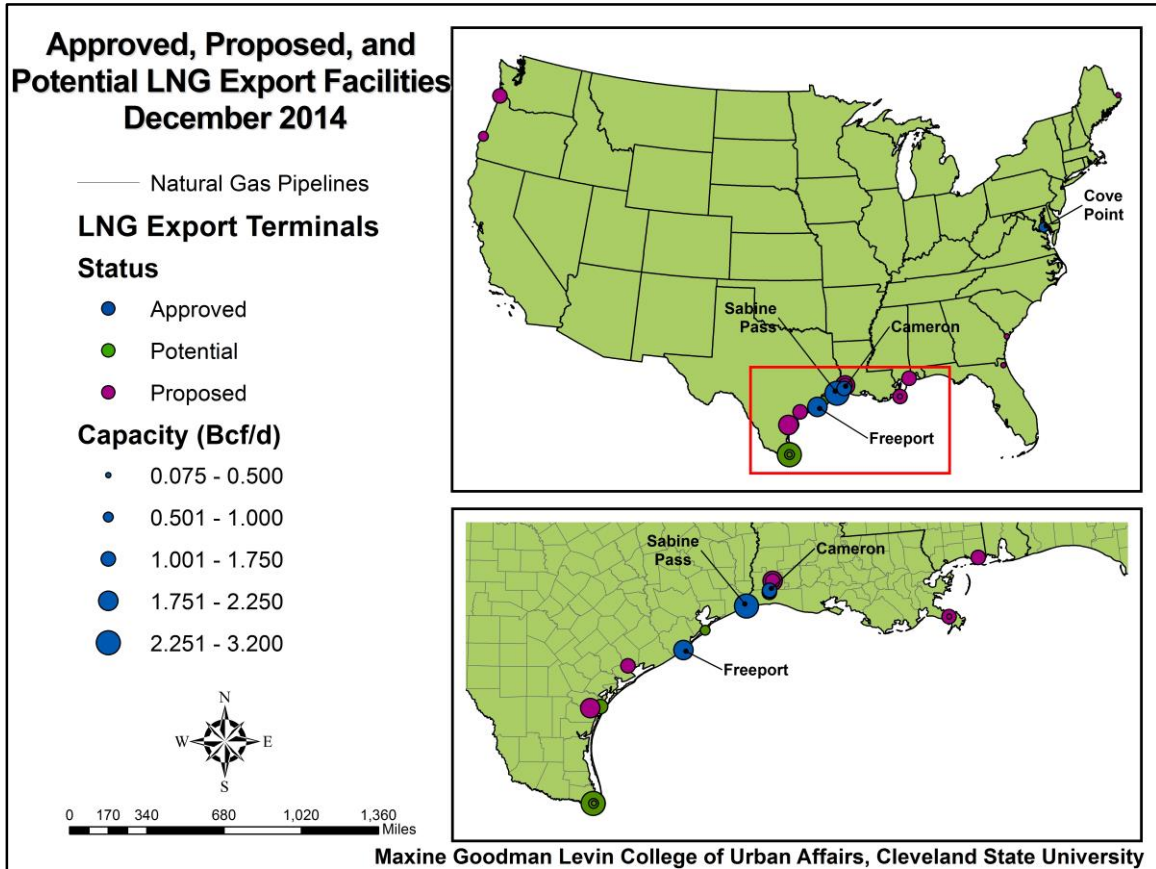 Approved, Proposed, and
Potential LNG Export Facilities
December 2014
Natural Gas Pipelines
LNG Export Terminals
Status
Approved
Potential
Proposed
Capacity (Bcf/d)
0.075 - 0.500
0.501 - 1.000
1.001 - 1.750
1.751 - 2.250
2.251 - 3.200
N
W E
S
0 170 340 680 1,020 1,360
Miles
Cove
Point
Sabine
Pass
Cameron
Freeport
Sabine
Pass
Cameron
Freeport
Maxine Goodman Levin College of Urban Affairs, Cleveland State University